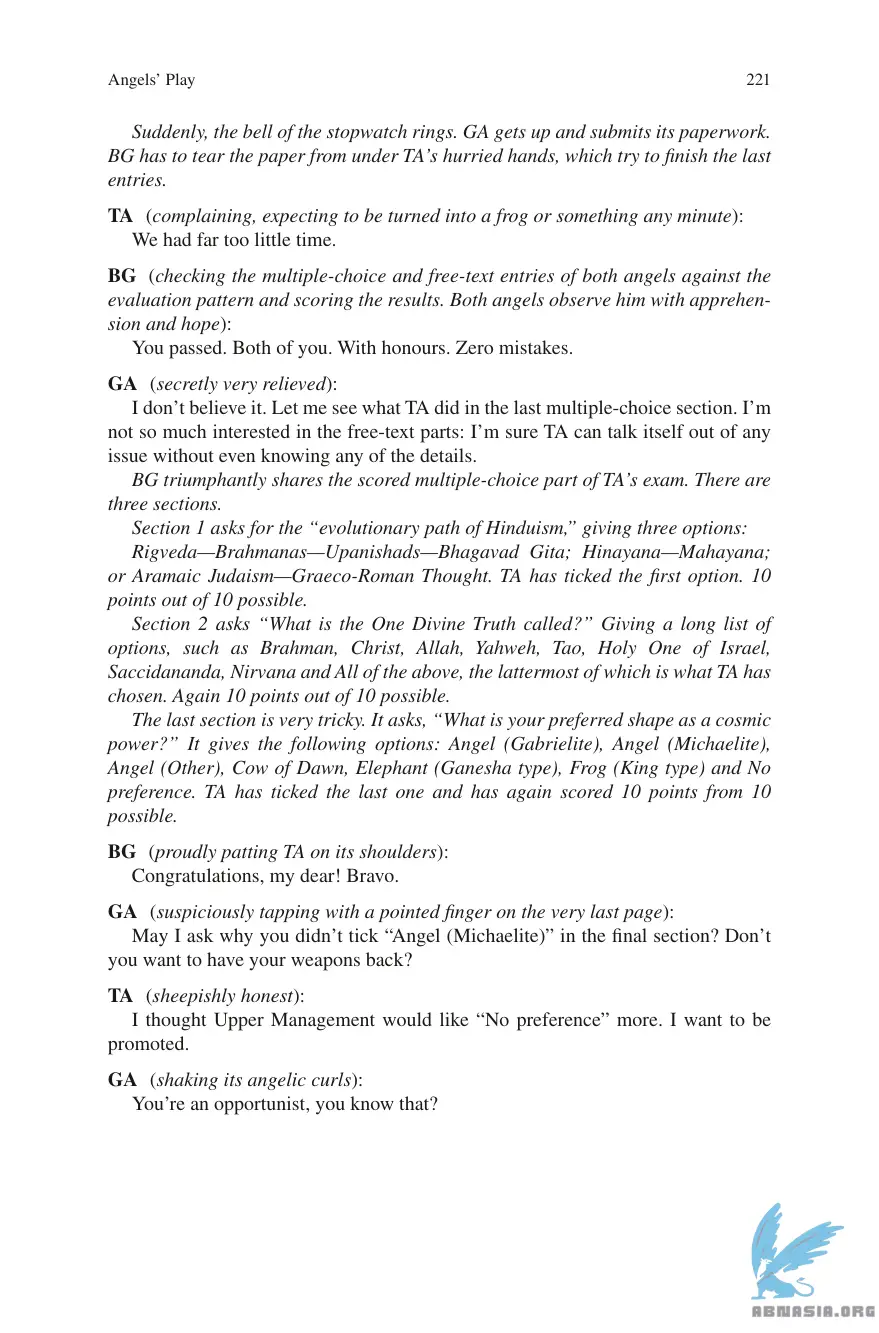 Angels’ Play 221
Suddenly, the bell of the stopwatch rings. GA gets up and submits its paperwork.
BG has to tear the paper from under TA’s hurried hands, which try to finish the last
entries.
TA (complaining, expecting to be turned into a frog or something any minute):
We had far too little time.
BG (checking the multiple-choice and free-text entries of both angels against the
evaluation pattern and scoring the results. Both angels observe him with apprehen-
sion and hope):
You passed. Both of you. With honours. Zero mistakes.
GA (secretly very relieved):
I don’t believe it. Let me see what TA did in the last multiple-choice section. I’m
not so much interested in the free-text parts: I’m sure TA can talk itself out of any
issue without even knowing any of the details.
BG triumphantly shares the scored multiple-choice part of TA’s exam. There are
three sections.
Section 1 asks for the “evolutionary path of Hinduism,” giving three options:
Rigveda—Brahmanas—Upanishads—Bhagavad Gita; Hinayana—Mahayana;
or Aramaic Judaism—Graeco-Roman Thought. TA has ticked the first option. 10
points out of 10 possible.
Section 2 asks “What is the One Divine Truth called?” Giving a long list of
options, such as Brahman, Christ, Allah, Yahweh, Tao, Holy One of Israel,
Saccidananda, Nirvana and All of the above, the lattermost of which is what TA has
chosen. Again 10 points out of 10 possible.
The last section is very tricky. It asks, “What is your preferred shape as a cosmic
power?” It gives the following options: Angel (Gabrielite), Angel (Michaelite),
Angel (Other), Cow of Dawn, Elephant (Ganesha type), Frog (King type) and No
preference. TA has ticked the last one and has again scored 10 points from 10
possible.
BG (proudly patting TA on its shoulders):
Congratulations, my dear! Bravo.
GA (suspiciously tapping with a pointed finger on the very last page):
May I ask why you didn’t tick “Angel (Michaelite)” in the final section? Don’t
you want to have your weapons back?
TA (sheepishly honest):
I thought Upper Management would like “No preference” more. I want to be
promoted.
GA (shaking its angelic curls):
You’re an opportunist, you know that?
ABNASIA.ORG